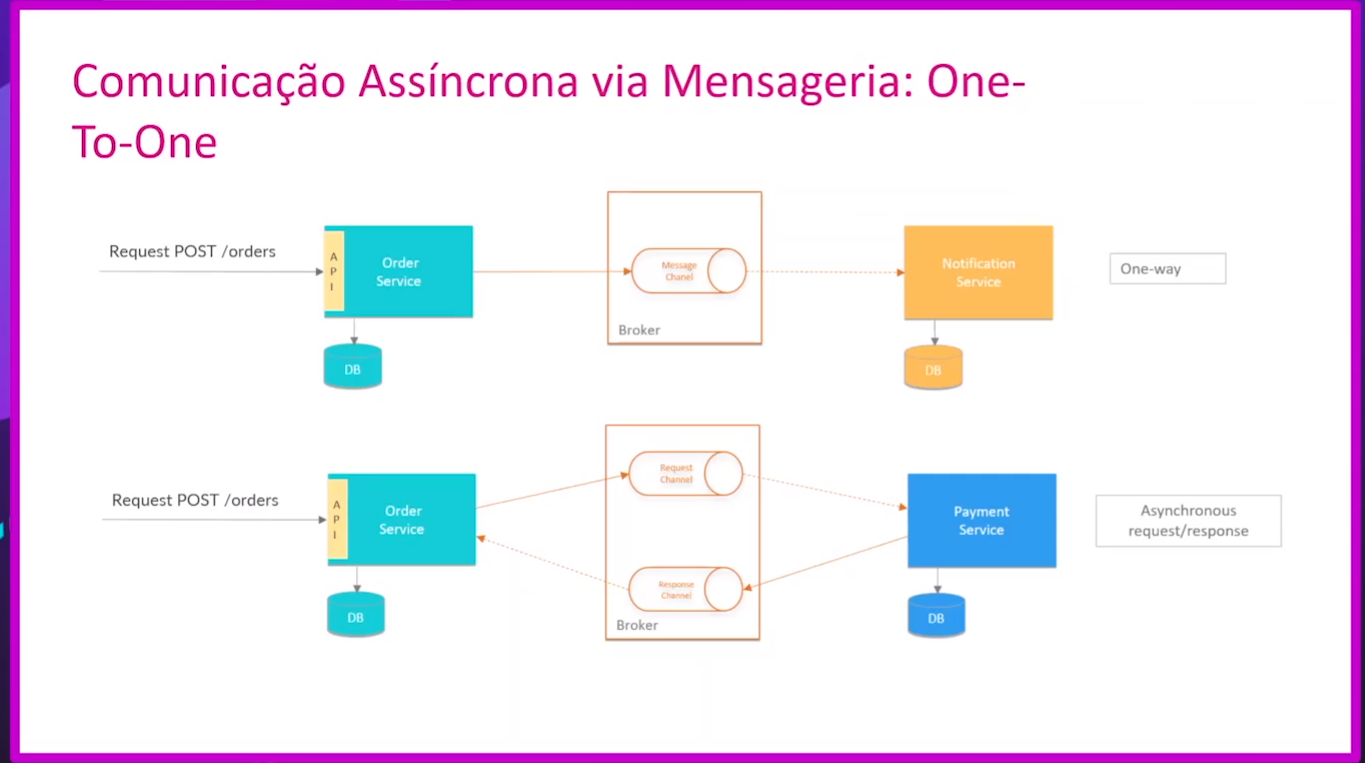 Comunicação Assíncrona via Mensageria: One-
To-One
Request POST /orders
A
P
I
Order
Service
DB
Message
Chanel
Broker
Notification
Service
DB
One-way
Request POST /orders
A
P
I
Order
Service
DB
Request
Channel
Response
Channel
Broker
Payment
Service
DB
Asynchronous
request/response